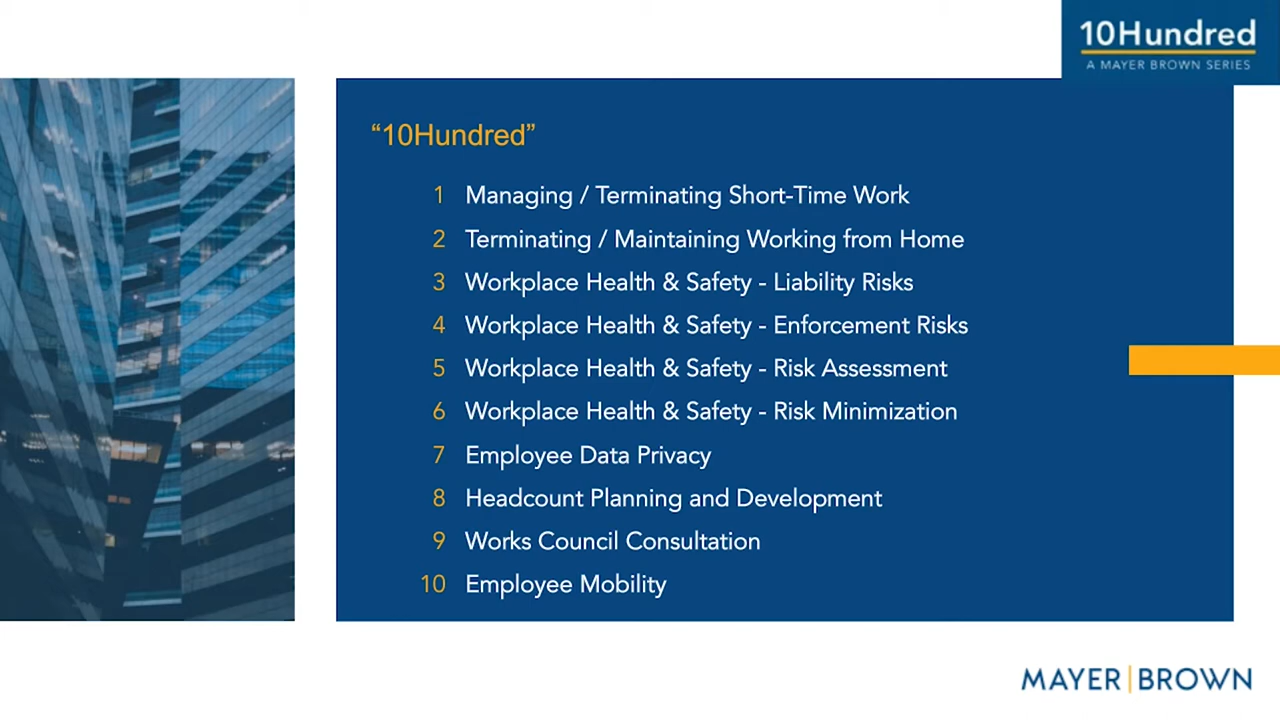 10Hundred
A MAYER BROWN SERIES
“10Hundred”
1 Managing / Terminating Short-Time Work
2 Terminating / Maintaining Working from Home
3 Workplace Health & Safety - Liability Risks
4 Workplace Health & Safety - Enforcement Risks
5 Workplace Health & Safety - Risk Assessment
6 Workplace Health & Safety - Risk Minimization
7 Employee Data Privacy
8 Headcount Planning and Development
9 Works Council Consultation
10 Employee Mobility
MAYER|BROWN